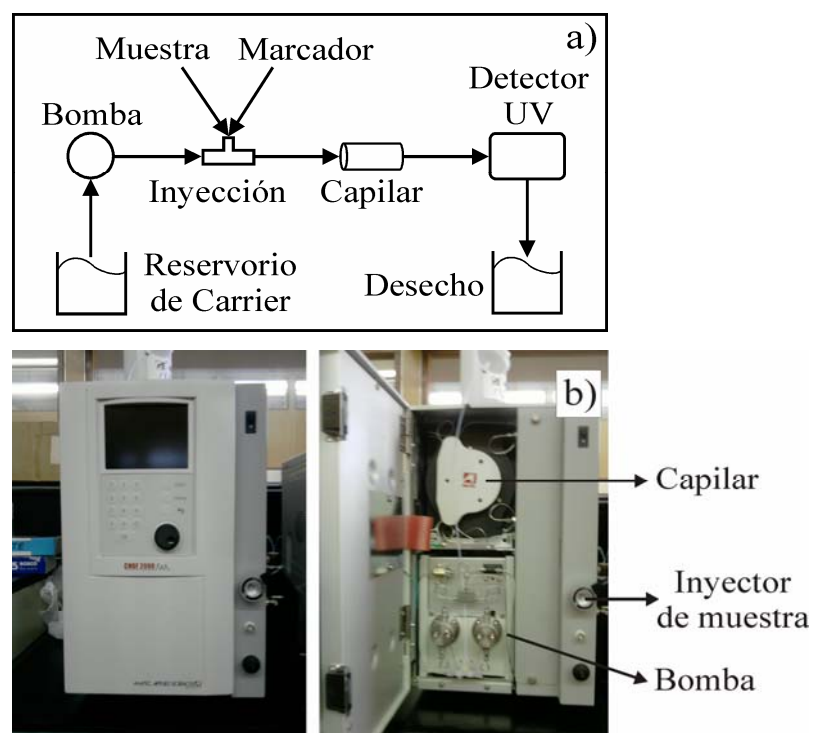 a)
Muestra Marcador
Detector
UV
Bomba
Inyección
Capilar
Reservorio
de Carrier
Desecho
b)
Capilar
Inyector
de muestra
Bomba